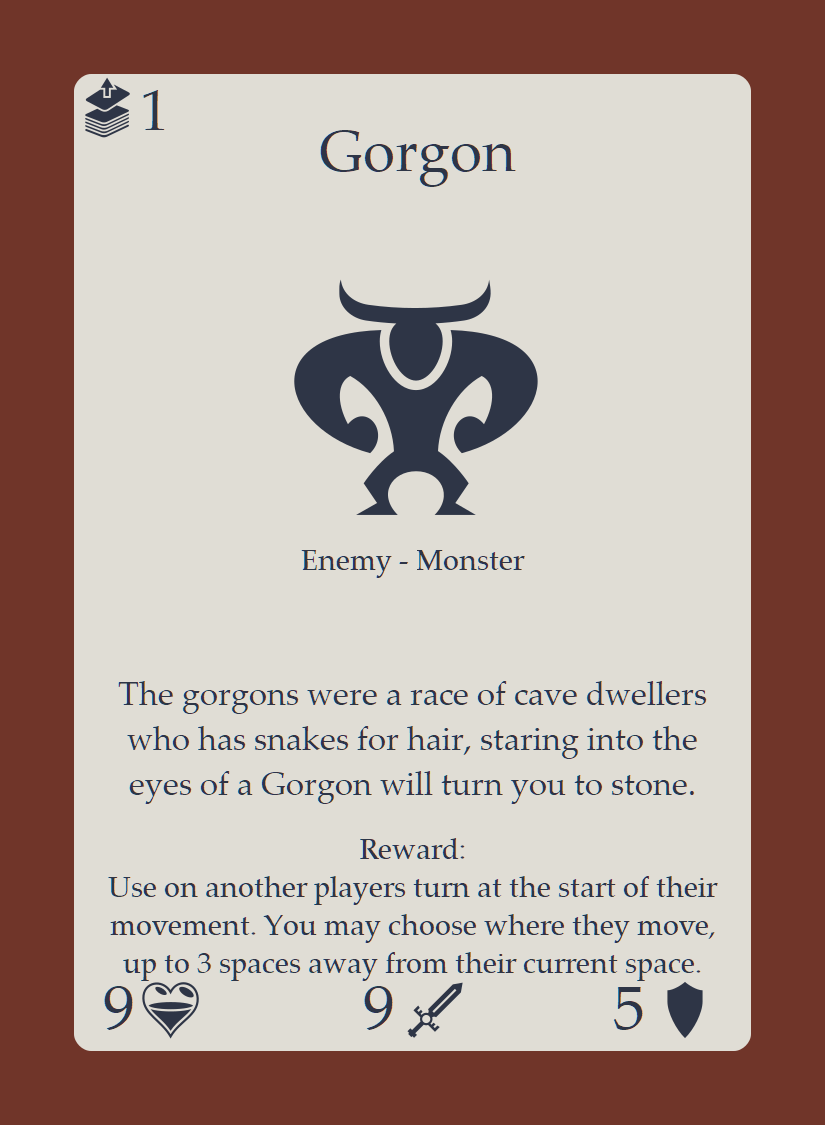 1
Gorgon
Enemy - Monster
The gorgons were a race of cave dwellers
who has snakes for hair, staring into the
eyes of a Gorgon will turn you to stone.
Reward:
Use on another players turn at the start of their
movement. You may choose where they move,
up to 3 spaces away from their current space.
9 9 5